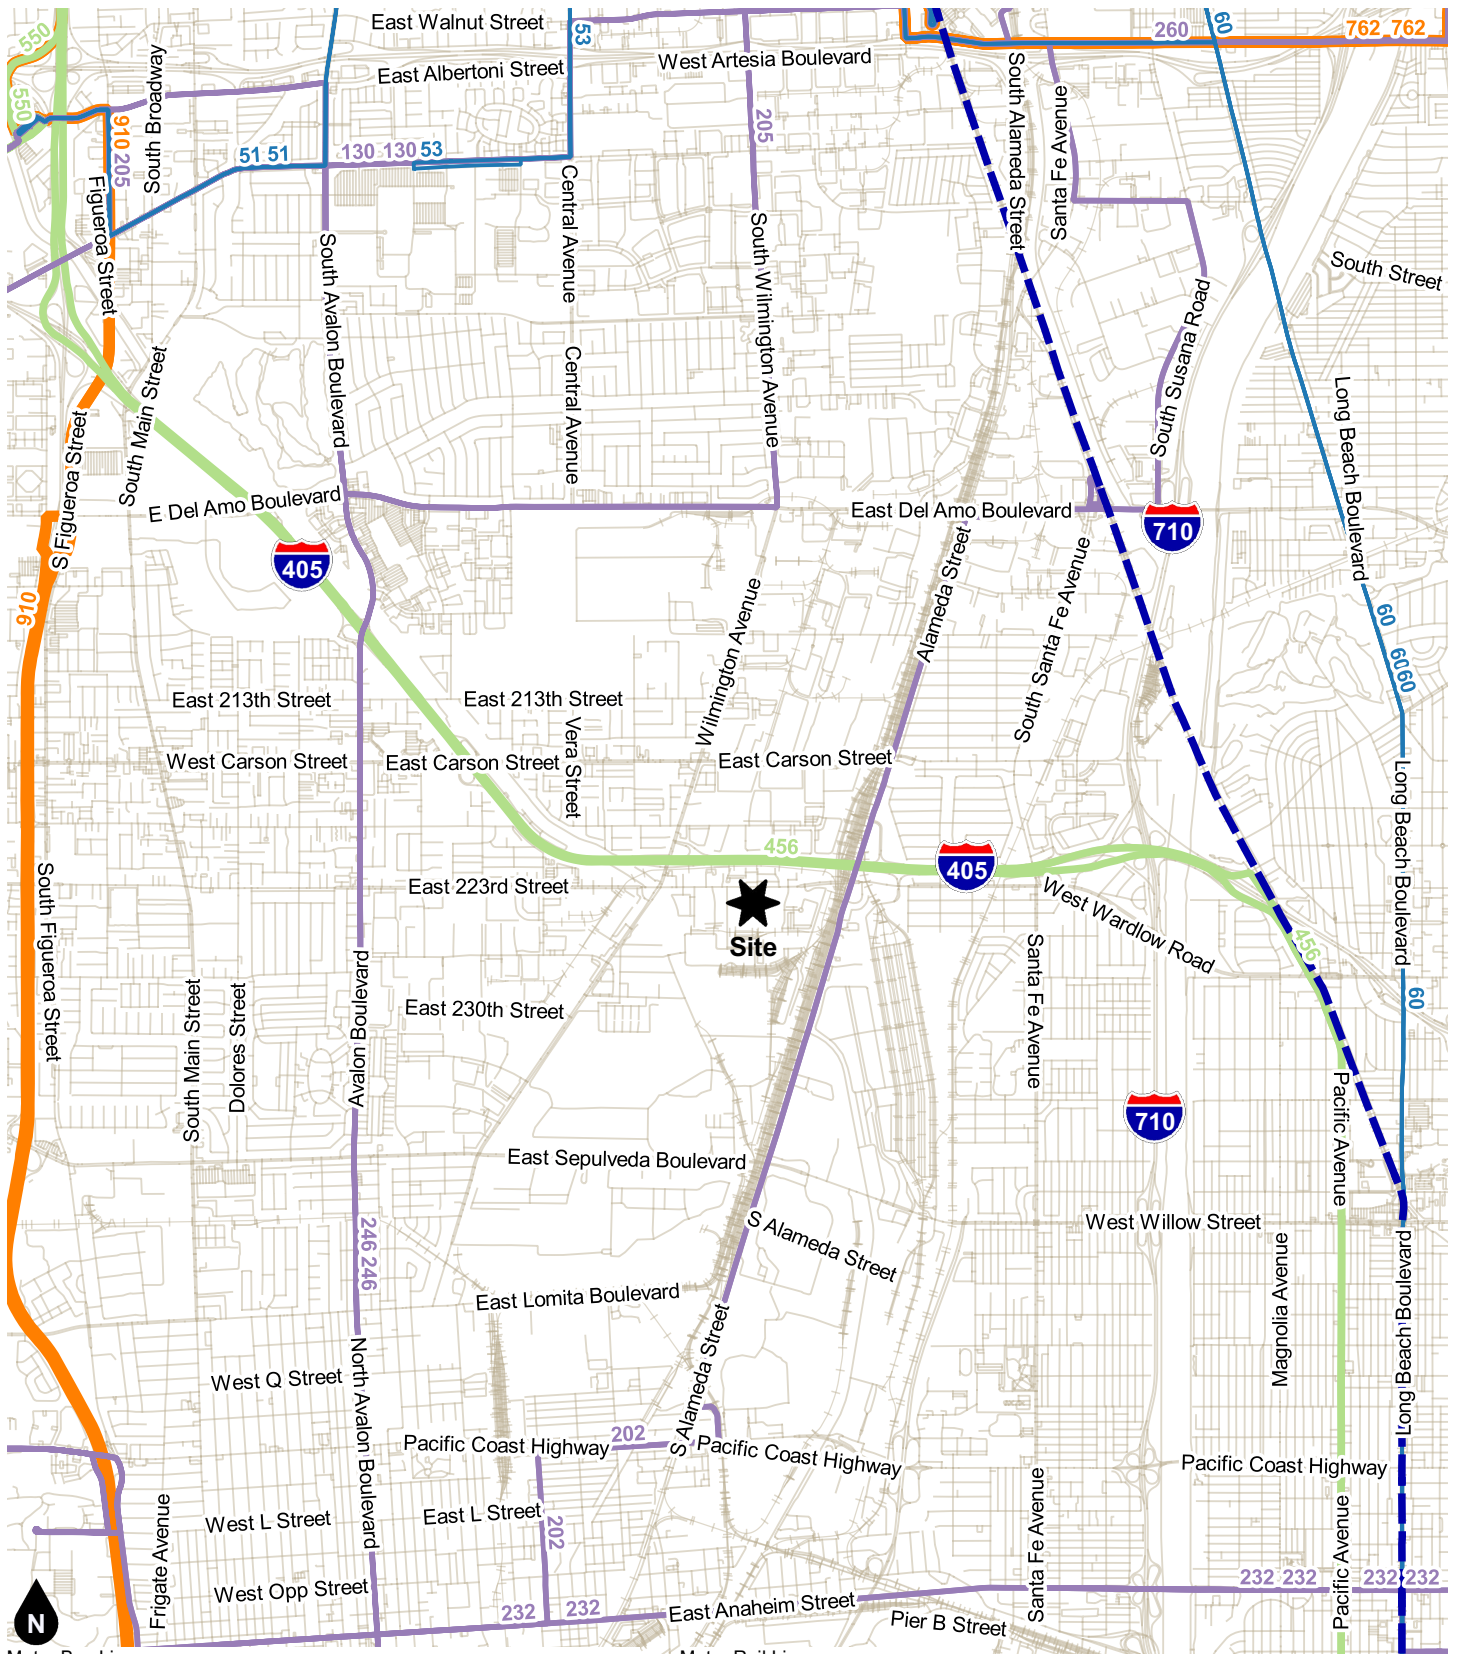 East Walnut Street
53
60
550
260
762 762
South Broadway
East Albertoni Street
West Artesia Boulevard
South Alameda Street
Santa Fe Avenue
550
910
205
205
51 51
130 130 53
Figueroa Street
Central Avenue
South Avalon Boulevard
South Wilmington Avenue
South Street
South Susana Road
South Main Street
Central Avenue
Long Beach Boulevard
S Figueroa Street
E Del Amo Boulevard
East Del Amo Boulevard
710
405
Alameda Street
South Santa Fe Avenue
910
Wilmington Avenue
60
6060
East 213th Street
East 213th Street
Vera Street
West Carson Street
East Carson Street
East Carson Street
Long Beach Boulevard
456
405
South Figueroa Street
East 223rd Street
West Wardlow Road
Site
456
Santa Fe Avenue
60
Avalon Boulevard
South Main Street
Dolores Street
East 230th Street
710
Pacific Avenue
East Sepulveda Boulevard
S Alameda Street
West Willow Street
246 246
Magnolia Avenue
Long Beach Boulevard
East Lomita Boulevard
S Alameda Street
North Avalon Boulevard
West Q Street
Pacific Coast Highway
202
Pacific Coast Highway
Pacific Coast Highway
Frigate Avenue
West L Street
East L Street
202
Santa Fe Avenue
Pacific Avenue
West Opp Street
232 232
232 232
N
232
232
East Anaheim Street
Pier B Street